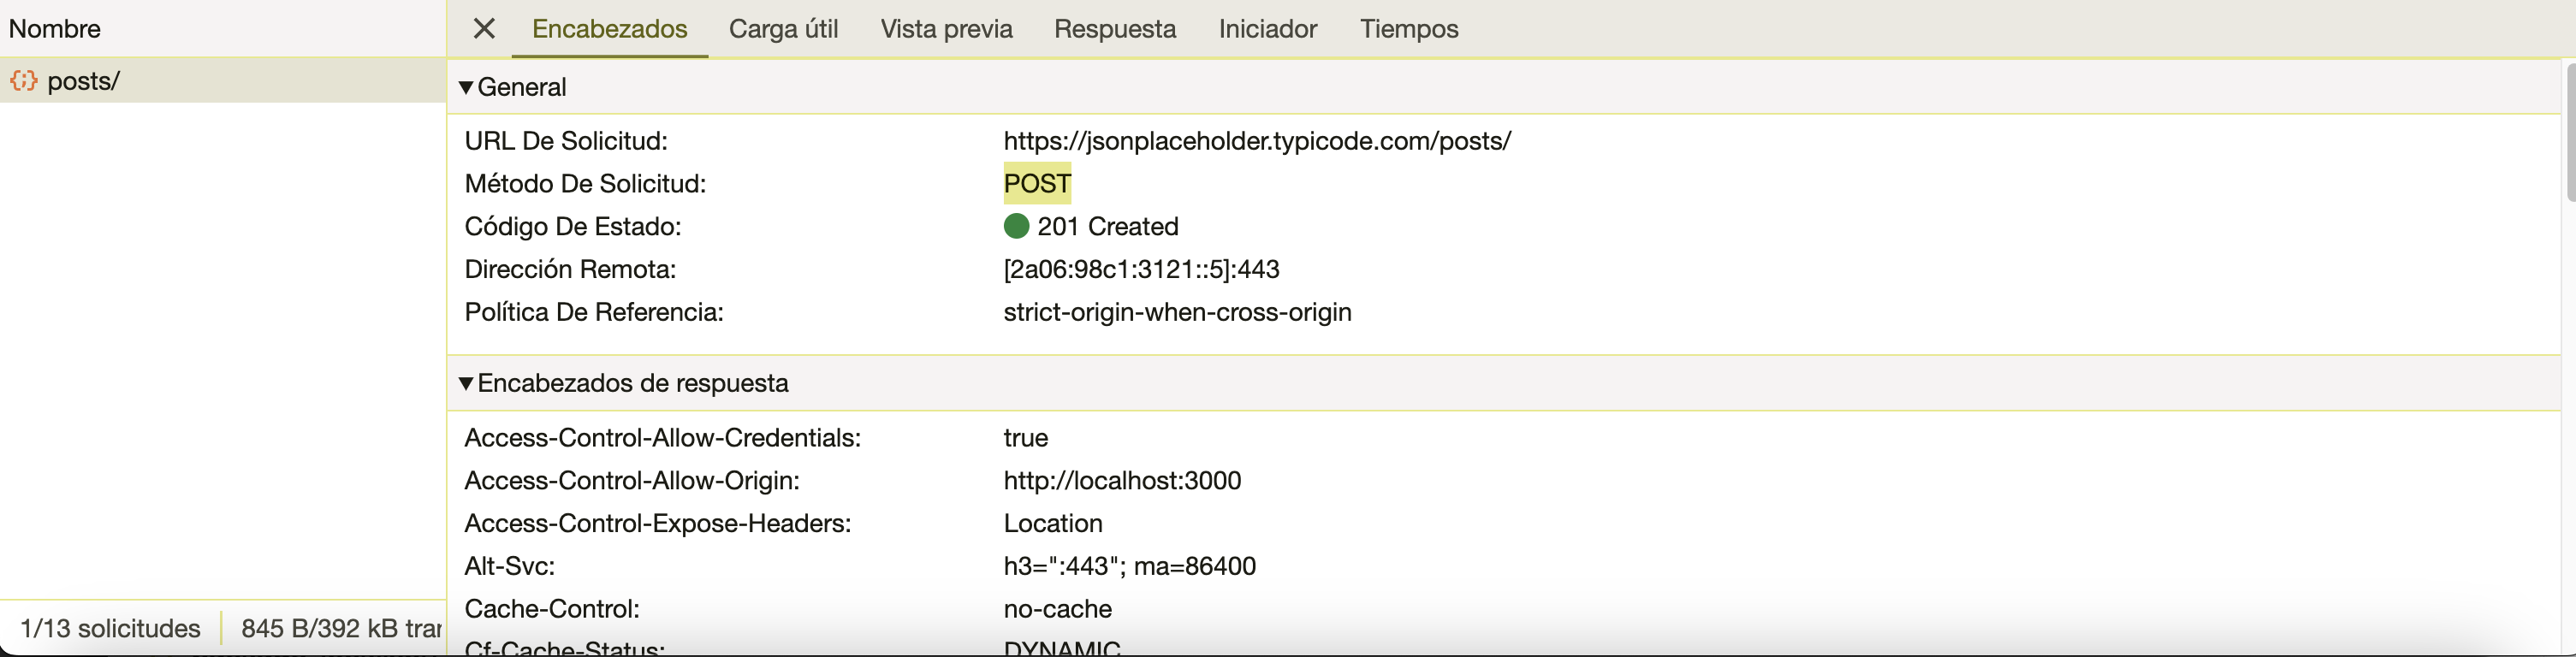 Nombre
Encabezados Carga útil Vista previa Respuesta Iniciador Tiempos
{;} posts/
▼ General
URL De Solicitud: https://jsonplaceholder.typicode.com/posts/
Método De Solicitud: POST
Código De Estado: 201 Created
Dirección Remota: [2a06:98c1:3121::5]:443
Política De Referencia: strict-origin-when-cross-origin
▼ Encabezados de respuesta
Access-Control-Allow-Credentials: true
Access-Control-Allow-Origin: http://localhost:3000
Access-Control-Expose-Headers: Location
Alt-Svc: h3=":443"; ma=86400
Cache-Control: no-cache
Cf-Cache-Status: DYNAMIC
1/13 solicitudes 845 B/392 kB